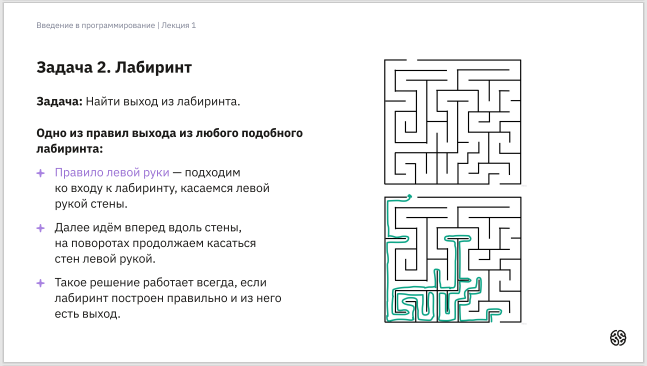 Введение в программирование | Лекция 1
Задача 2. Лабиринт
Задача: Найти выход из лабиринта.
Одно из правил выхода из любого подобного
лабиринта:
Правило левой руки — подходим
ко входу к лабиринту, касаемся левой
рукой стены.
Далее идём вперед вдоль стены,
на поворотах продолжаем касаться
стен левой рукой.
Такое решение работает всегда, если
лабиринт построен правильно и из него
есть выход.